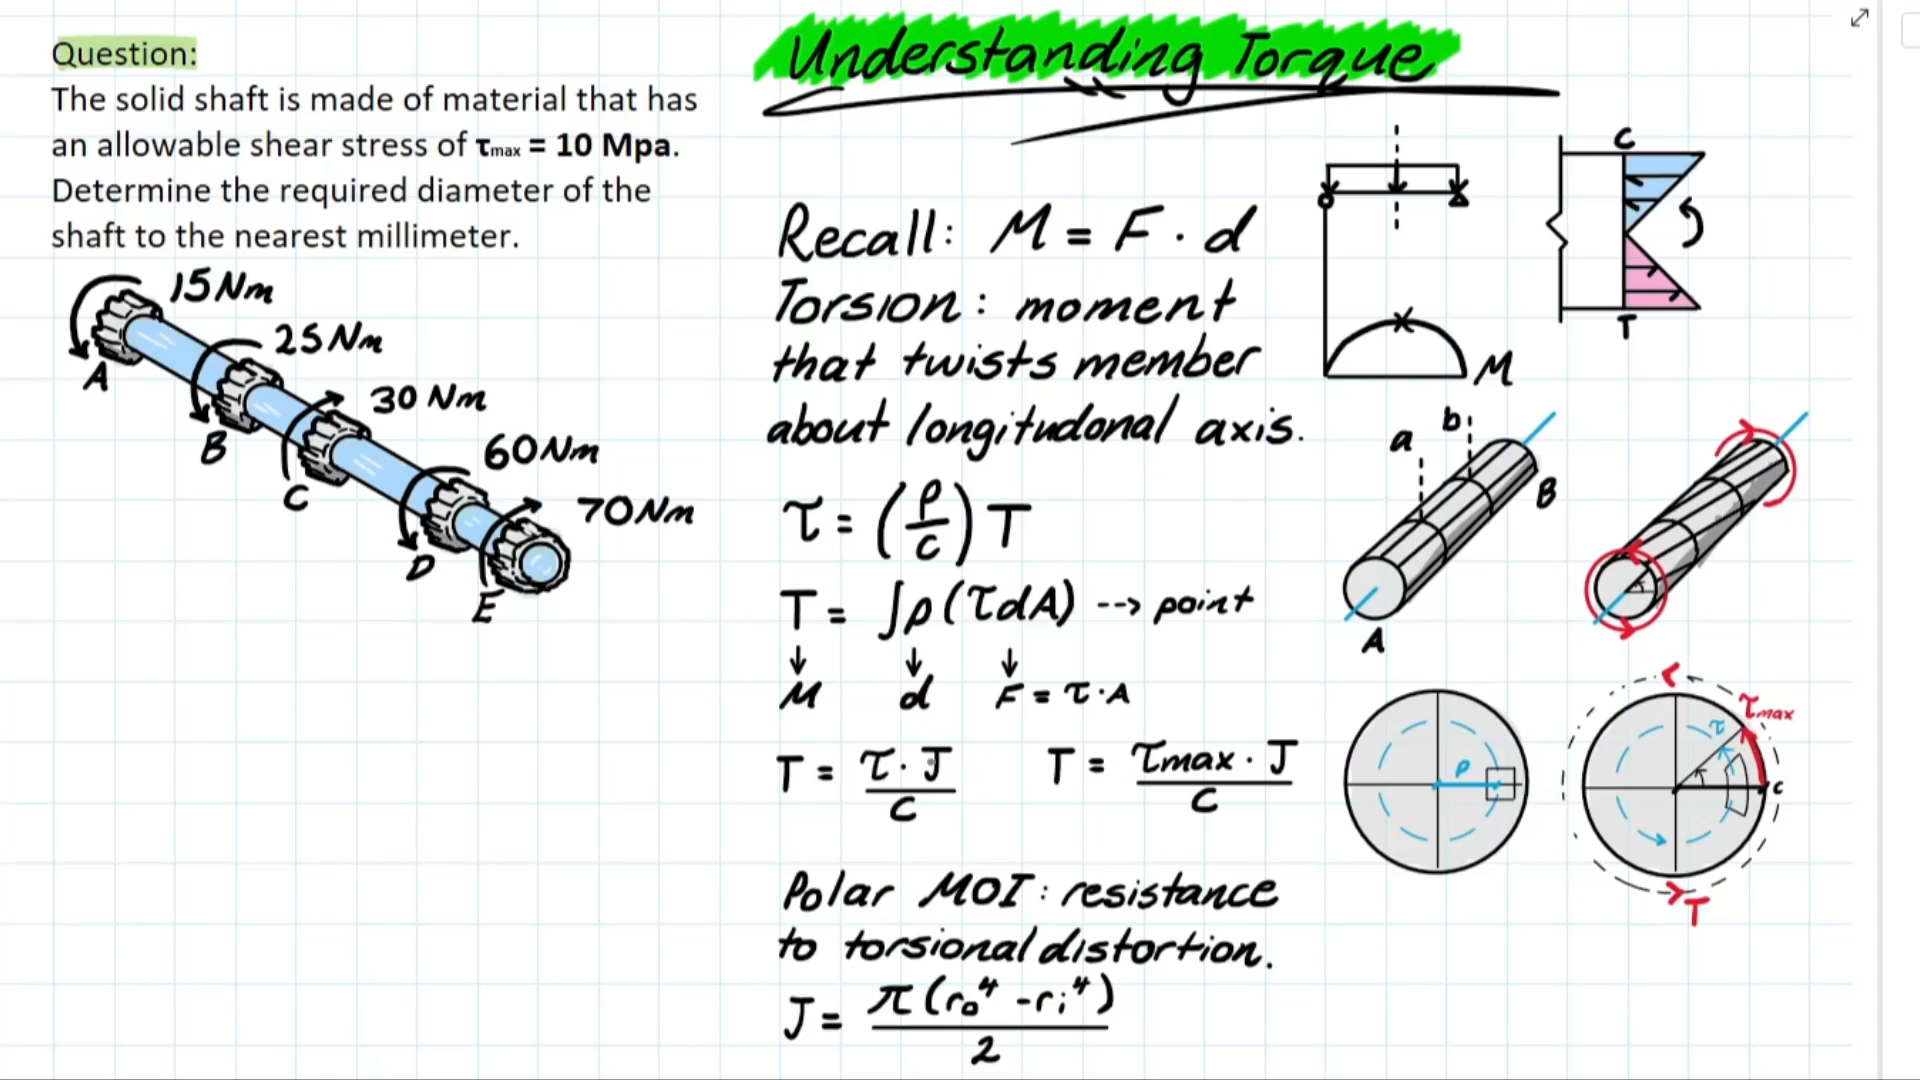 Understanding Torque
Question:
The solid shaft is made of material that has
an allowable shear stress of τmax = 10 Mpa.
Determine the required diameter of the
shaft to the nearest millimeter.
15Nm
25Nm
30 Nm
60Nm
70Nm
A
B
C
D
E
Recall: M = F · d
Torsion: moment
that twists member
about longitudonal axis.
τ = (ρ/c) T
T = ∫ρ(τdA) --> point
↓ ↓ ↓
M d F = τ·A
T = τ · J / C T = τmax · J / C
Polar MOI: resistance
to torsional distortion.
J = π(ro⁴ - ri⁴) / 2
M
C
T
a
b
B
A
ρ
τ
τmax
c
T